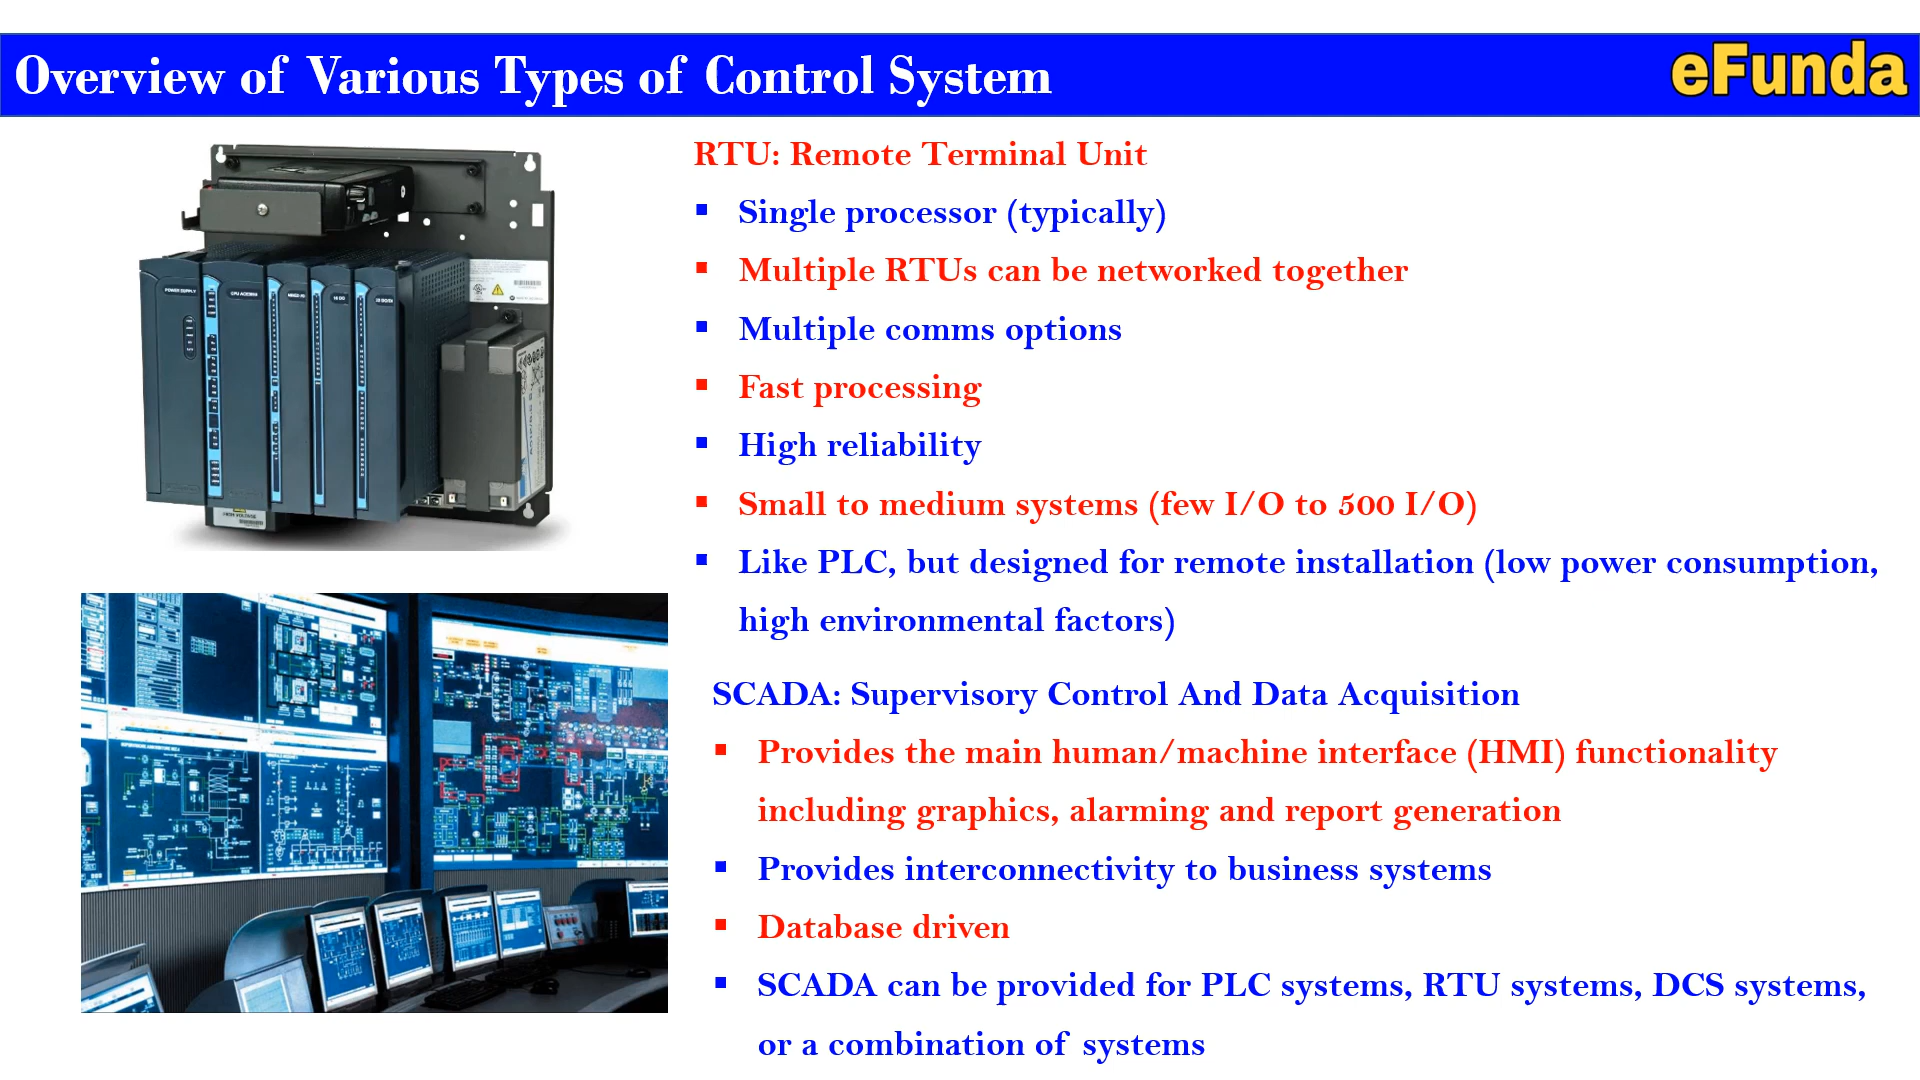 Overview of Various Types of Control System
eFunda
RTU: Remote Terminal Unit
▪ Single processor (typically)
▪ Multiple RTUs can be networked together
▪ Multiple comms options
▪ Fast processing
▪ High reliability
▪ Small to medium systems (few I/O to 500 I/O)
▪ Like PLC, but designed for remote installation (low power consumption,
high environmental factors)
SCADA: Supervisory Control And Data Acquisition
▪ Provides the main human/machine interface (HMI) functionality
including graphics, alarming and report generation
▪ Provides interconnectivity to business systems
▪ Database driven
▪ SCADA can be provided for PLC systems, RTU systems, DCS systems,
or a combination of systems
POWER SUPPLY